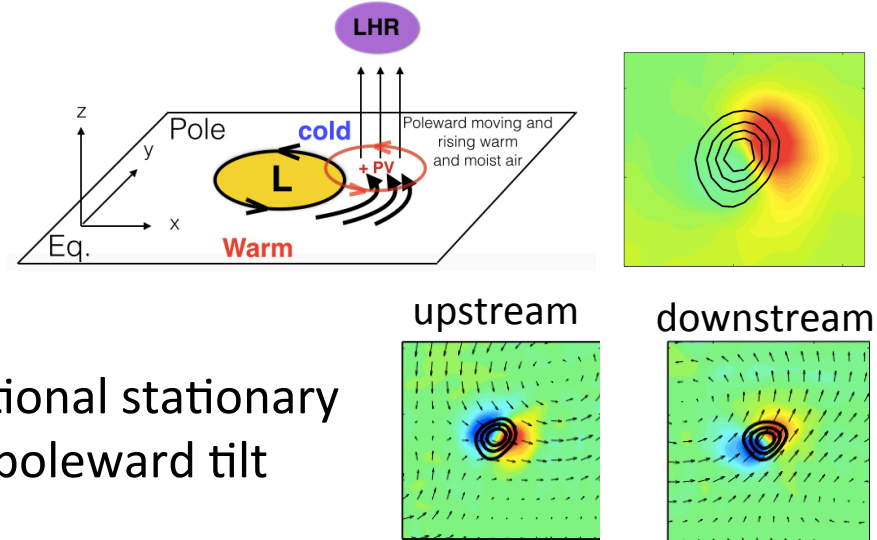 LHR
z
Pole
cold
Poleward moving and
rising warm
and moist air
y
+ PV
L
x
Eq.
Warm
upstream
downstream
tional stationary
poleward tilt